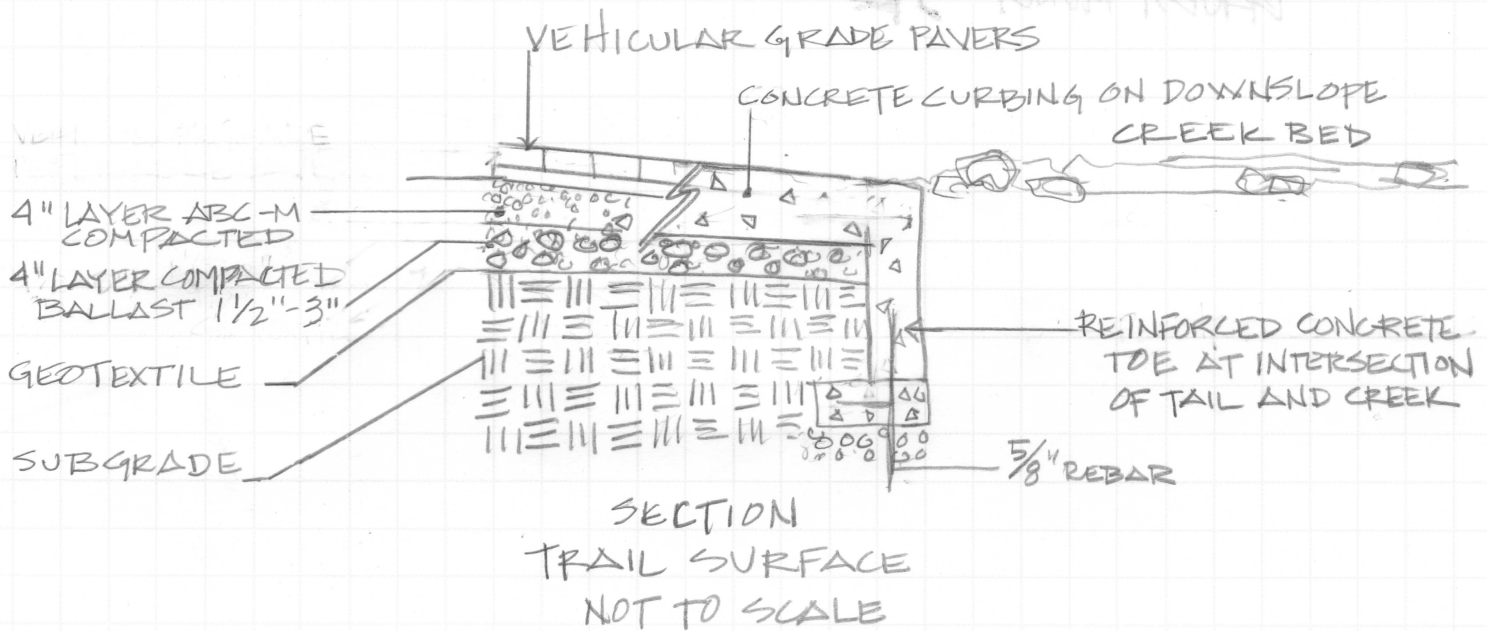 VEHICULAR GRADE PAVERS
CONCRETE CURBING ON DOWNSLOPE
CREEK BED
4" LAYER ABC-M
COMPACTED
4" LAYER COMPACTED
BALLAST 1 1/2"-3"
GEOTEXTILE
SUBGRADE
REINFORCED CONCRETE
TOE AT INTERSECTION
OF TAIL AND CREEK
5/8" REBAR
SECTION
TRAIL SURFACE
NOT TO SCALE